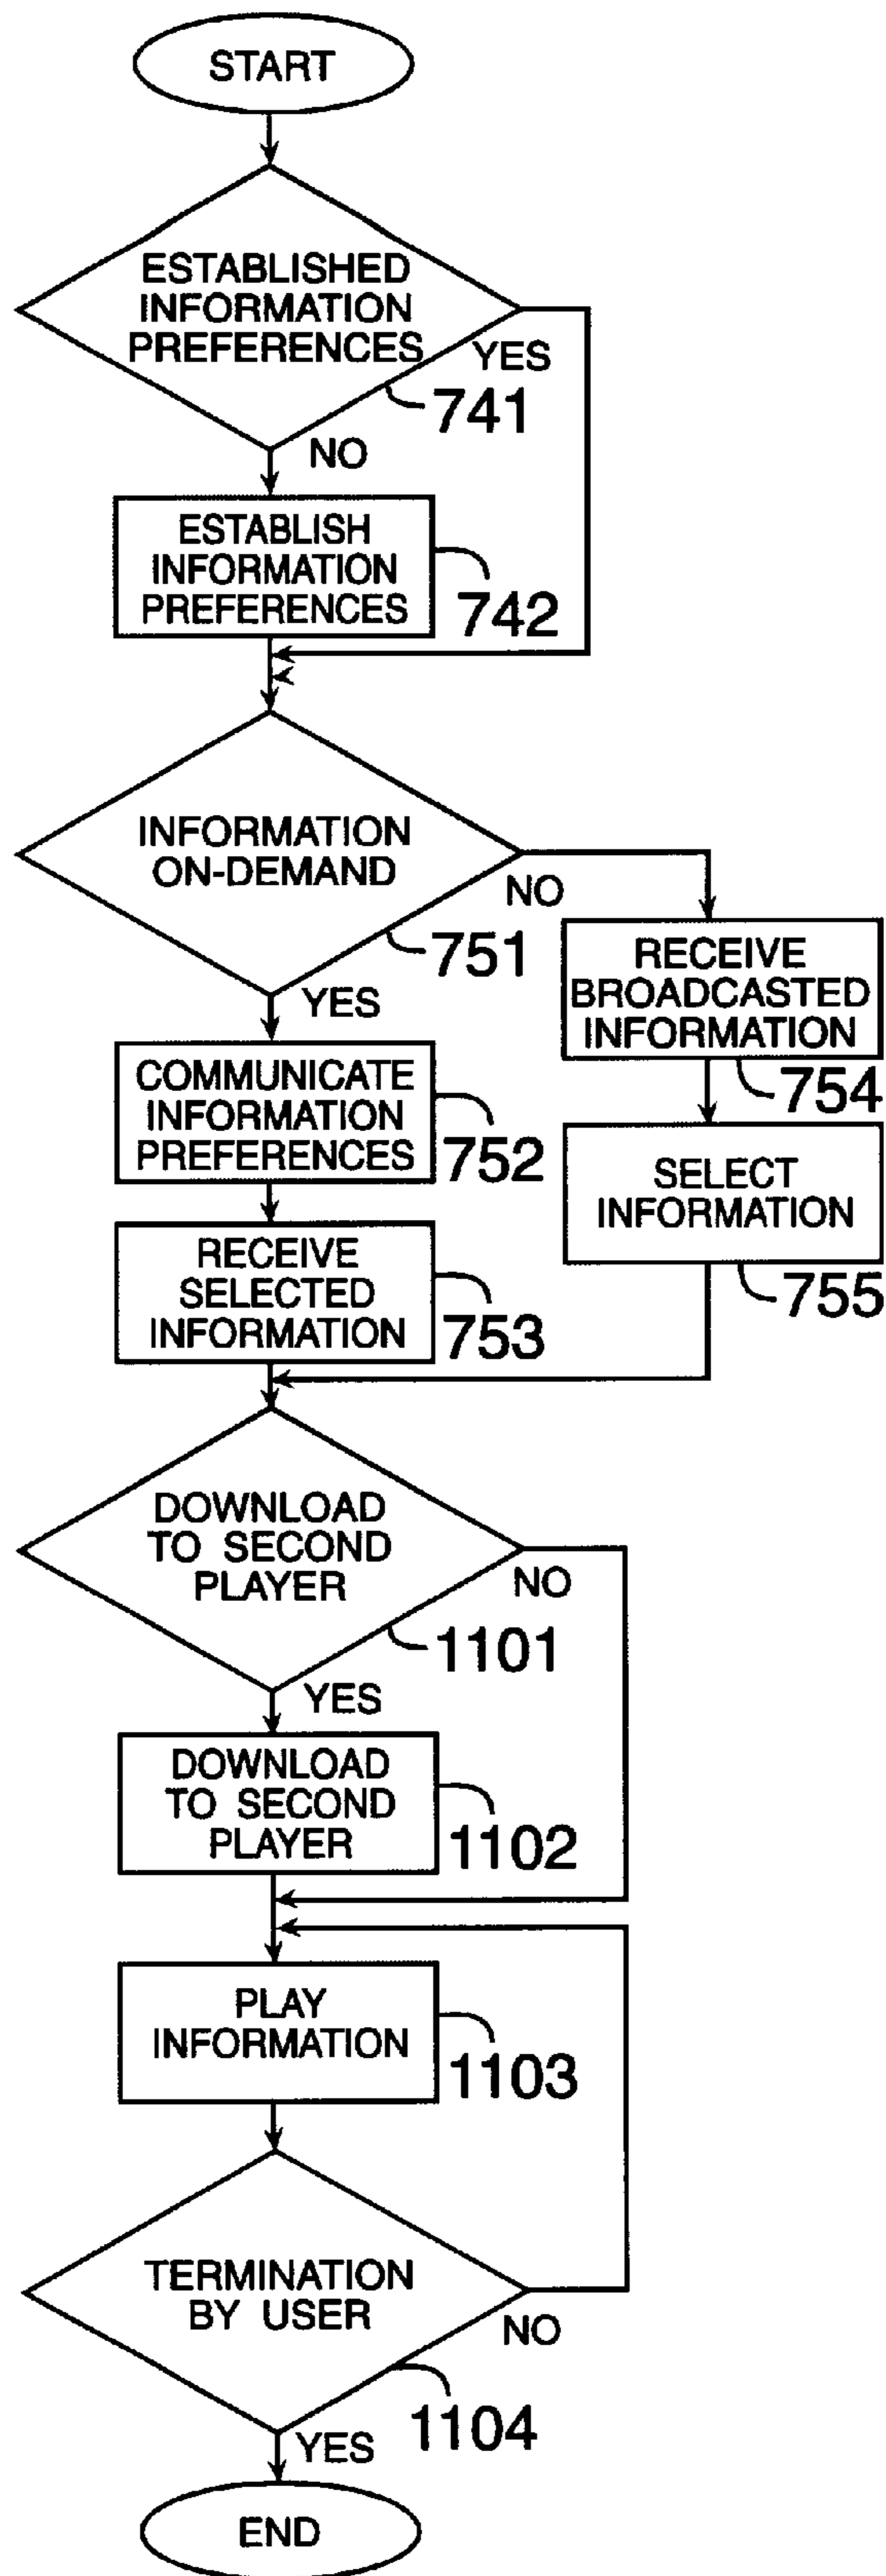 START
ESTABLISHED
INFORMATION
PREFERENCES
YES
741
NO
ESTABLISH
INFORMATION
PREFERENCES
742
INFORMATION
ON-DEMAND
NO
751
YES
RECEIVE
BROADCASTED
INFORMATION
754
COMMUNICATE
INFORMATION
PREFERENCES
752
SELECT
INFORMATION
755
RECEIVE
SELECTED
INFORMATION
753
DOWNLOAD
TO SECOND
PLAYER
NO
1101
YES
DOWNLOAD
TO SECOND
PLAYER
1102
PLAY
INFORMATION
1103
TERMINATION
BY USER
NO
1104
YES
END